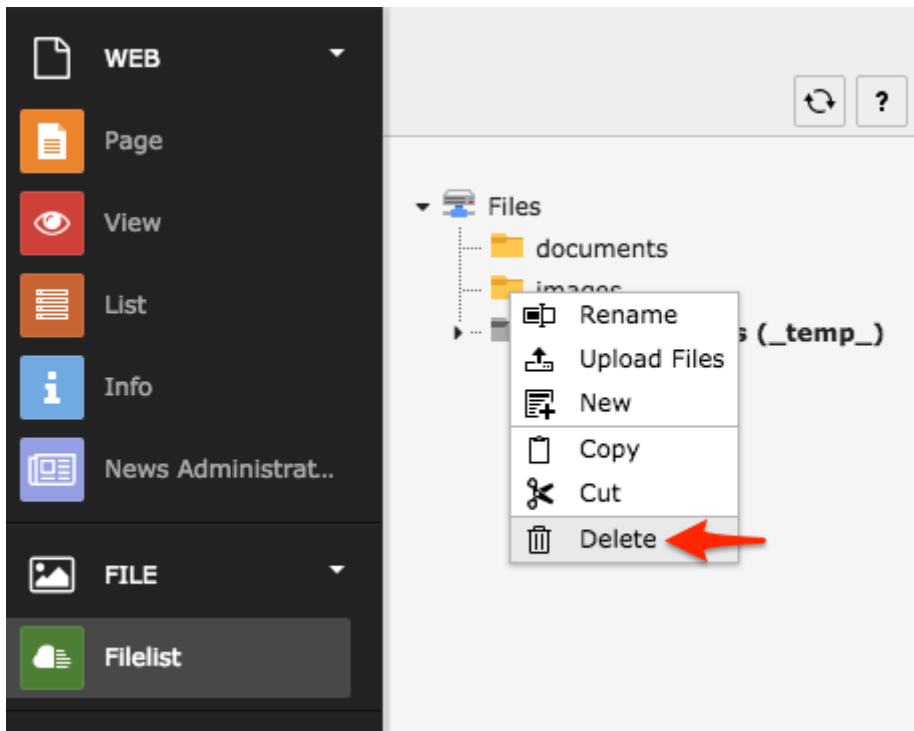 WEB
Page
View
List
Info
News Administrat...
FILE
Filelist
?
Files
documents
images
s (_temp_)
Rename
Upload Files
New
Copy
Cut
Delete